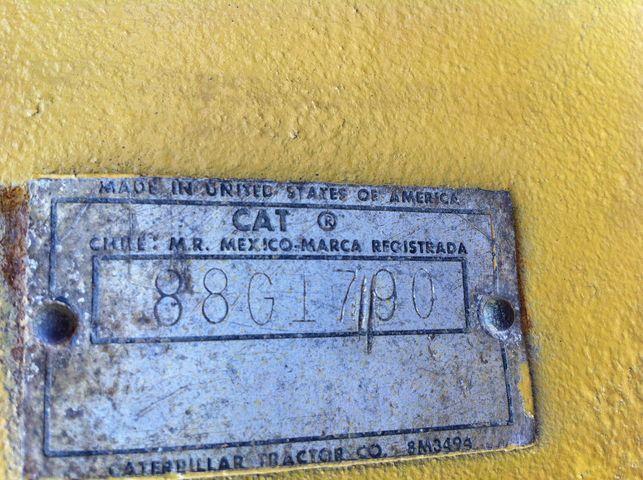 MADE IN UNITED STATES OF AMERICA
CAT ®
CHILE: M.R. MEXICO-MARCA REGISTRADA
88G1790
CATERPILLAR TRACTOR CO. 8M3494